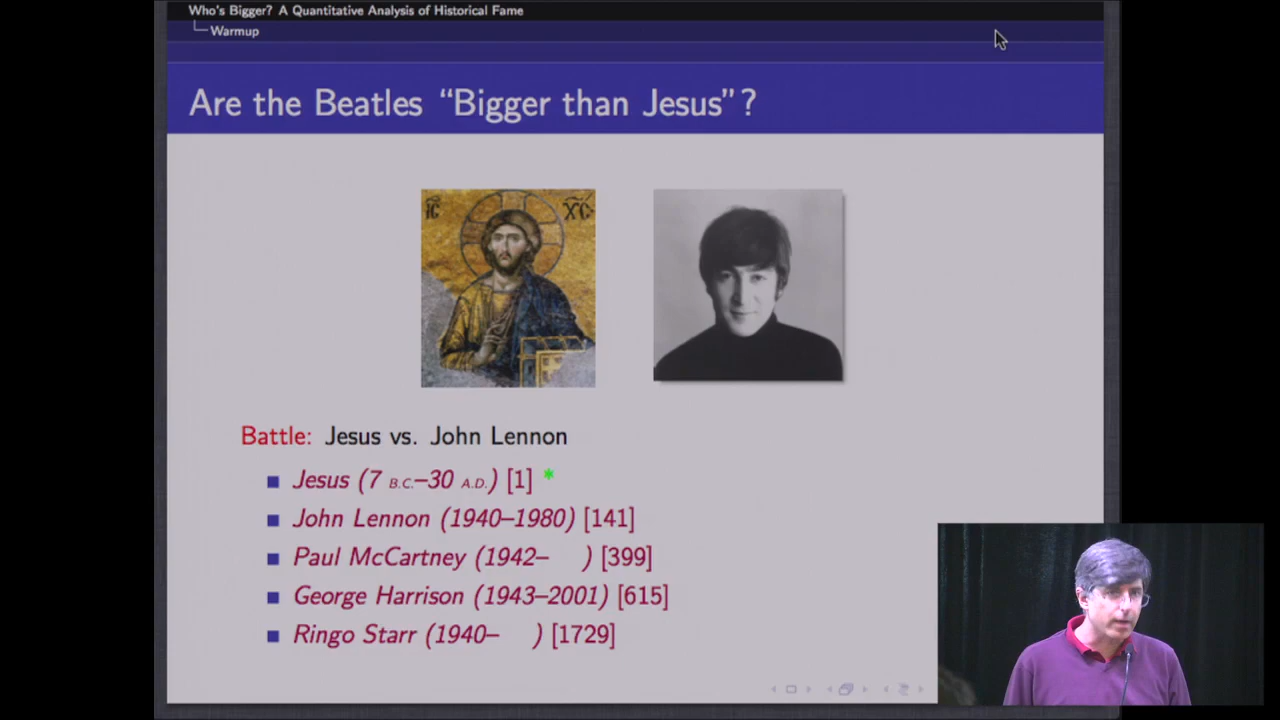 Who's Bigger? A Quantitative Analysis of Historical Fame
Warmup
Are the Beatles “Bigger than Jesus”?
IC XC
Battle: Jesus vs. John Lennon
Jesus (7 B.C.–30 A.D.) [1] *
John Lennon (1940–1980) [141]
Paul McCartney (1942– ) [399]
George Harrison (1943–2001) [615]
Ringo Starr (1940– ) [1729]